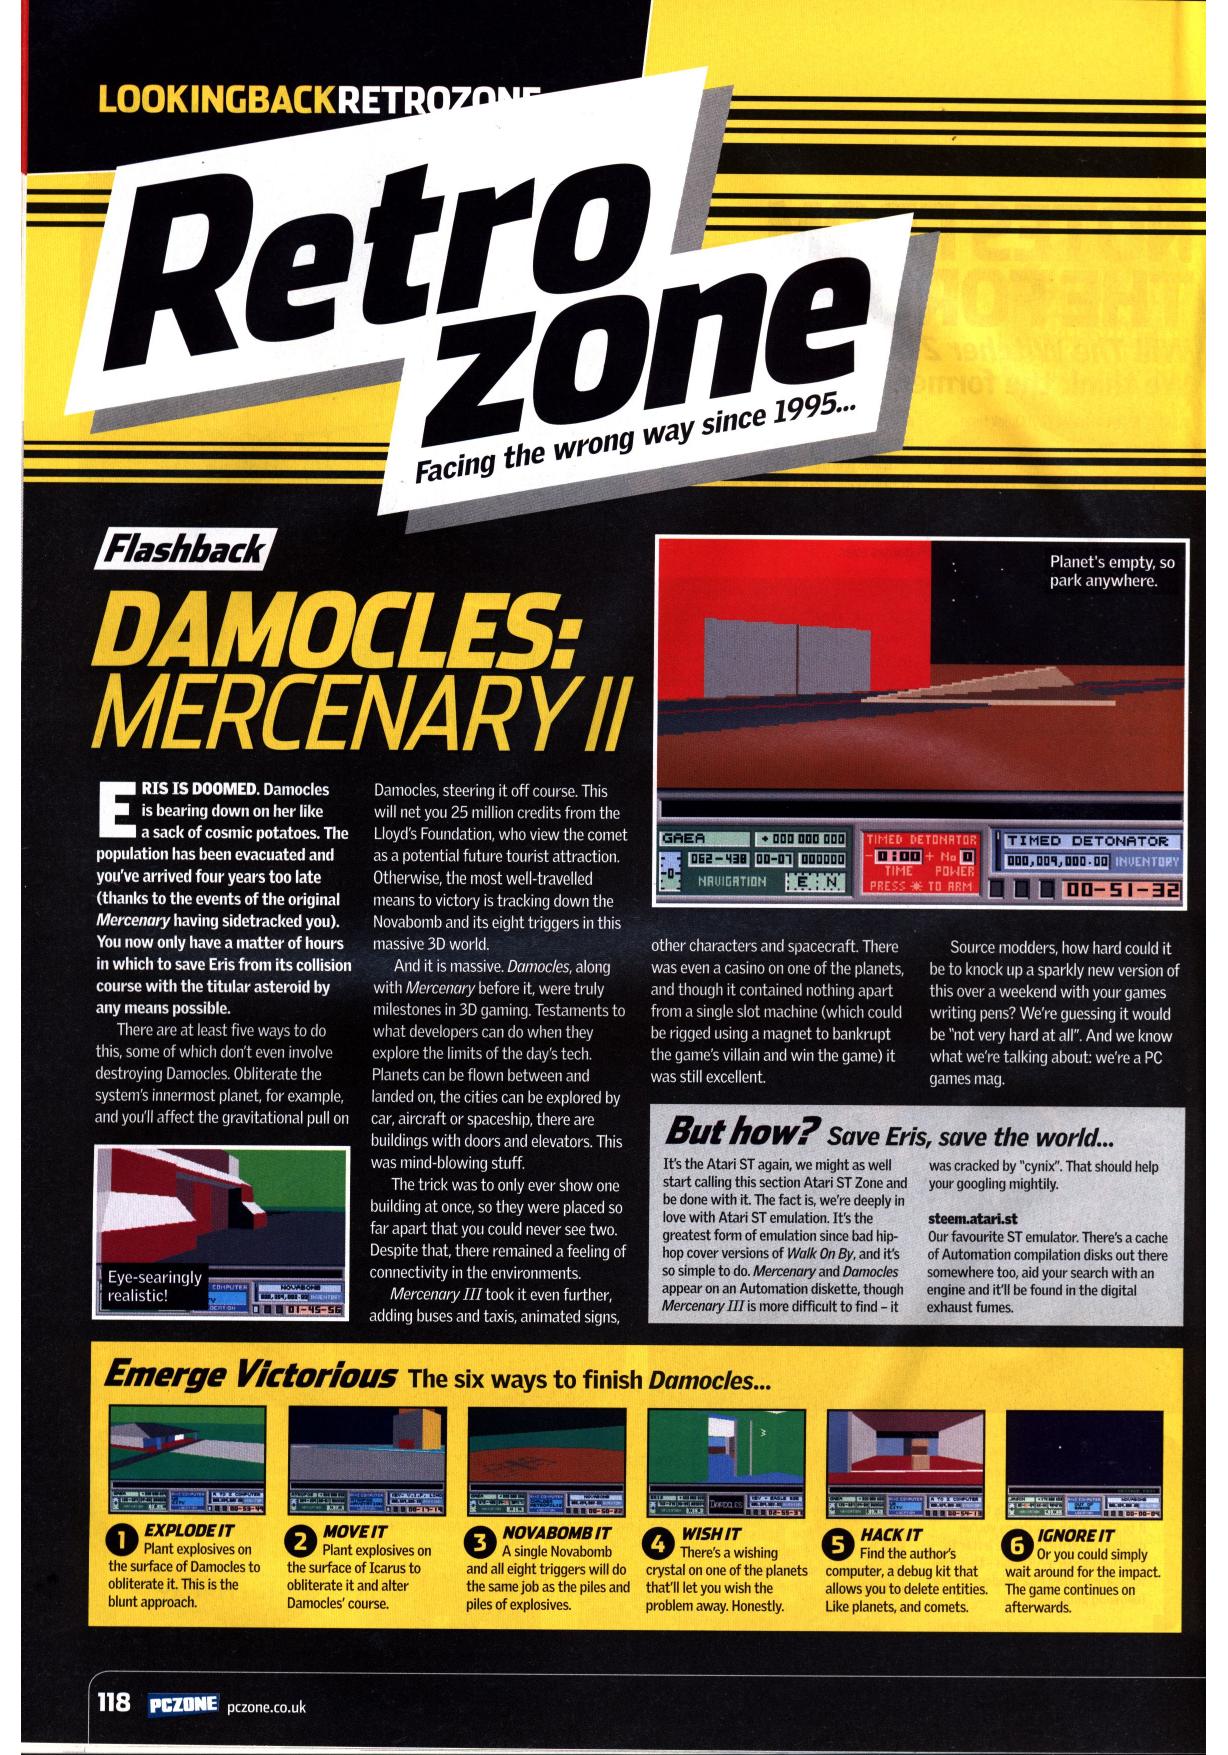 LOOKINGBACKRETROZONE
Retro
zone
Facing the wrong way since 1995...
Flashback
DAMOCLES:
MERCENARY II
ERIS IS DOOMED. Damocles
is bearing down on her like
a sack of cosmic potatoes. The
population has been evacuated and
you've arrived four years too late
(thanks to the events of the original
Mercenary having sidetracked you).
You now only have a matter of hours
in which to save Eris from its collision
course with the titular asteroid by
any means possible.
There are at least five ways to do
this, some of which don't even involve
destroying Damocles. Obliterate the
system's innermost planet, for example,
and you'll affect the gravitational pull on
Eye-searingly
realistic!
COMPUTER
NOVABOMB
INVENTORY
01-45-56
Damocles, steering it off course. This
will net you 25 million credits from the
Lloyd's Foundation, who view the comet
as a potential future tourist attraction.
Otherwise, the most well-travelled
means to victory is tracking down the
Novabomb and its eight triggers in this
massive 3D world.
And it is massive. Damocles, along
with Mercenary before it, were truly
milestones in 3D gaming. Testaments to
what developers can do when they
explore the limits of the day's tech.
Planets can be flown between and
landed on, the cities can be explored by
car, aircraft or spaceship, there are
buildings with doors and elevators. This
was mind-blowing stuff.
The trick was to only ever show one
building at once, so they were placed so
far apart that you could never see two.
Despite that, there remained a feeling of
connectivity in the environments.
Mercenary III took it even further,
adding buses and taxis, animated signs,
Planet's empty, so
park anywhere.
GAEA
+000 000 000
062-438 00-07 000000
NAVIGATION E N
TIMED DETONATOR
- 0:00 + No 0
TIME POWER
PRESS * TO ARM
TIMED DETONATOR
000,009,000.00 INVENTORY
00-51-32
other characters and spacecraft. There
was even a casino on one of the planets,
and though it contained nothing apart
from a single slot machine (which could
be rigged using a magnet to bankrupt
the game's villain and win the game) it
was still excellent.
Source modders, how hard could it
be to knock up a sparkly new version of
this over a weekend with your games
writing pens? We're guessing it would
be "not very hard at all". And we know
what we're talking about: we're a PC
games mag.
But how? Save Eris, save the world...
It's the Atari ST again, we might as well
start calling this section Atari ST Zone and
be done with it. The fact is, we're deeply in
love with Atari ST emulation. It's the
greatest form of emulation since bad hip-
hop cover versions of Walk On By, and it's
so simple to do. Mercenary and Damocles
appear on an Automation diskette, though
Mercenary III is more difficult to find – it
was cracked by "cynix". That should help
your googling mightily.
steem.atari.st
Our favourite ST emulator. There's a cache
of Automation compilation disks out there
somewhere too, aid your search with an
engine and it'll be found in the digital
exhaust fumes.
Emerge Victorious The six ways to finish Damocles...
1 EXPLODE IT
Plant explosives on
the surface of Damocles to
obliterate it. This is the
blunt approach.
2 MOVE IT
Plant explosives on
the surface of Icarus to
obliterate it and alter
Damocles' course.
3 NOVABOMB IT
A single Novabomb
and all eight triggers will do
the same job as the piles and
piles of explosives.
DAMOCLES
4 WISH IT
There's a wishing
crystal on one of the planets
that'll let you wish the
problem away. Honestly.
5 HACK IT
Find the author's
computer, a debug kit that
allows you to delete entities.
Like planets, and comets.
6 IGNORE IT
Or you could simply
wait around for the impact.
The game continues on
afterwards.
118 PCZONE pczone.co.uk